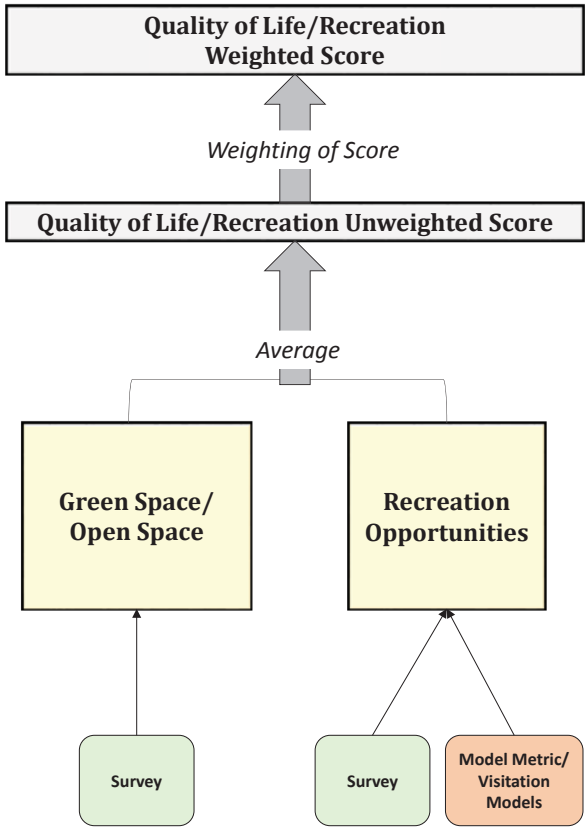 Quality of Life/Recreation
Weighted Score
Weighting of Score
Quality of Life/Recreation Unweighted Score
Average
Green Space/
Open Space
Recreation
Opportunities
Survey
Survey
Model Metric/
Visitation
Models